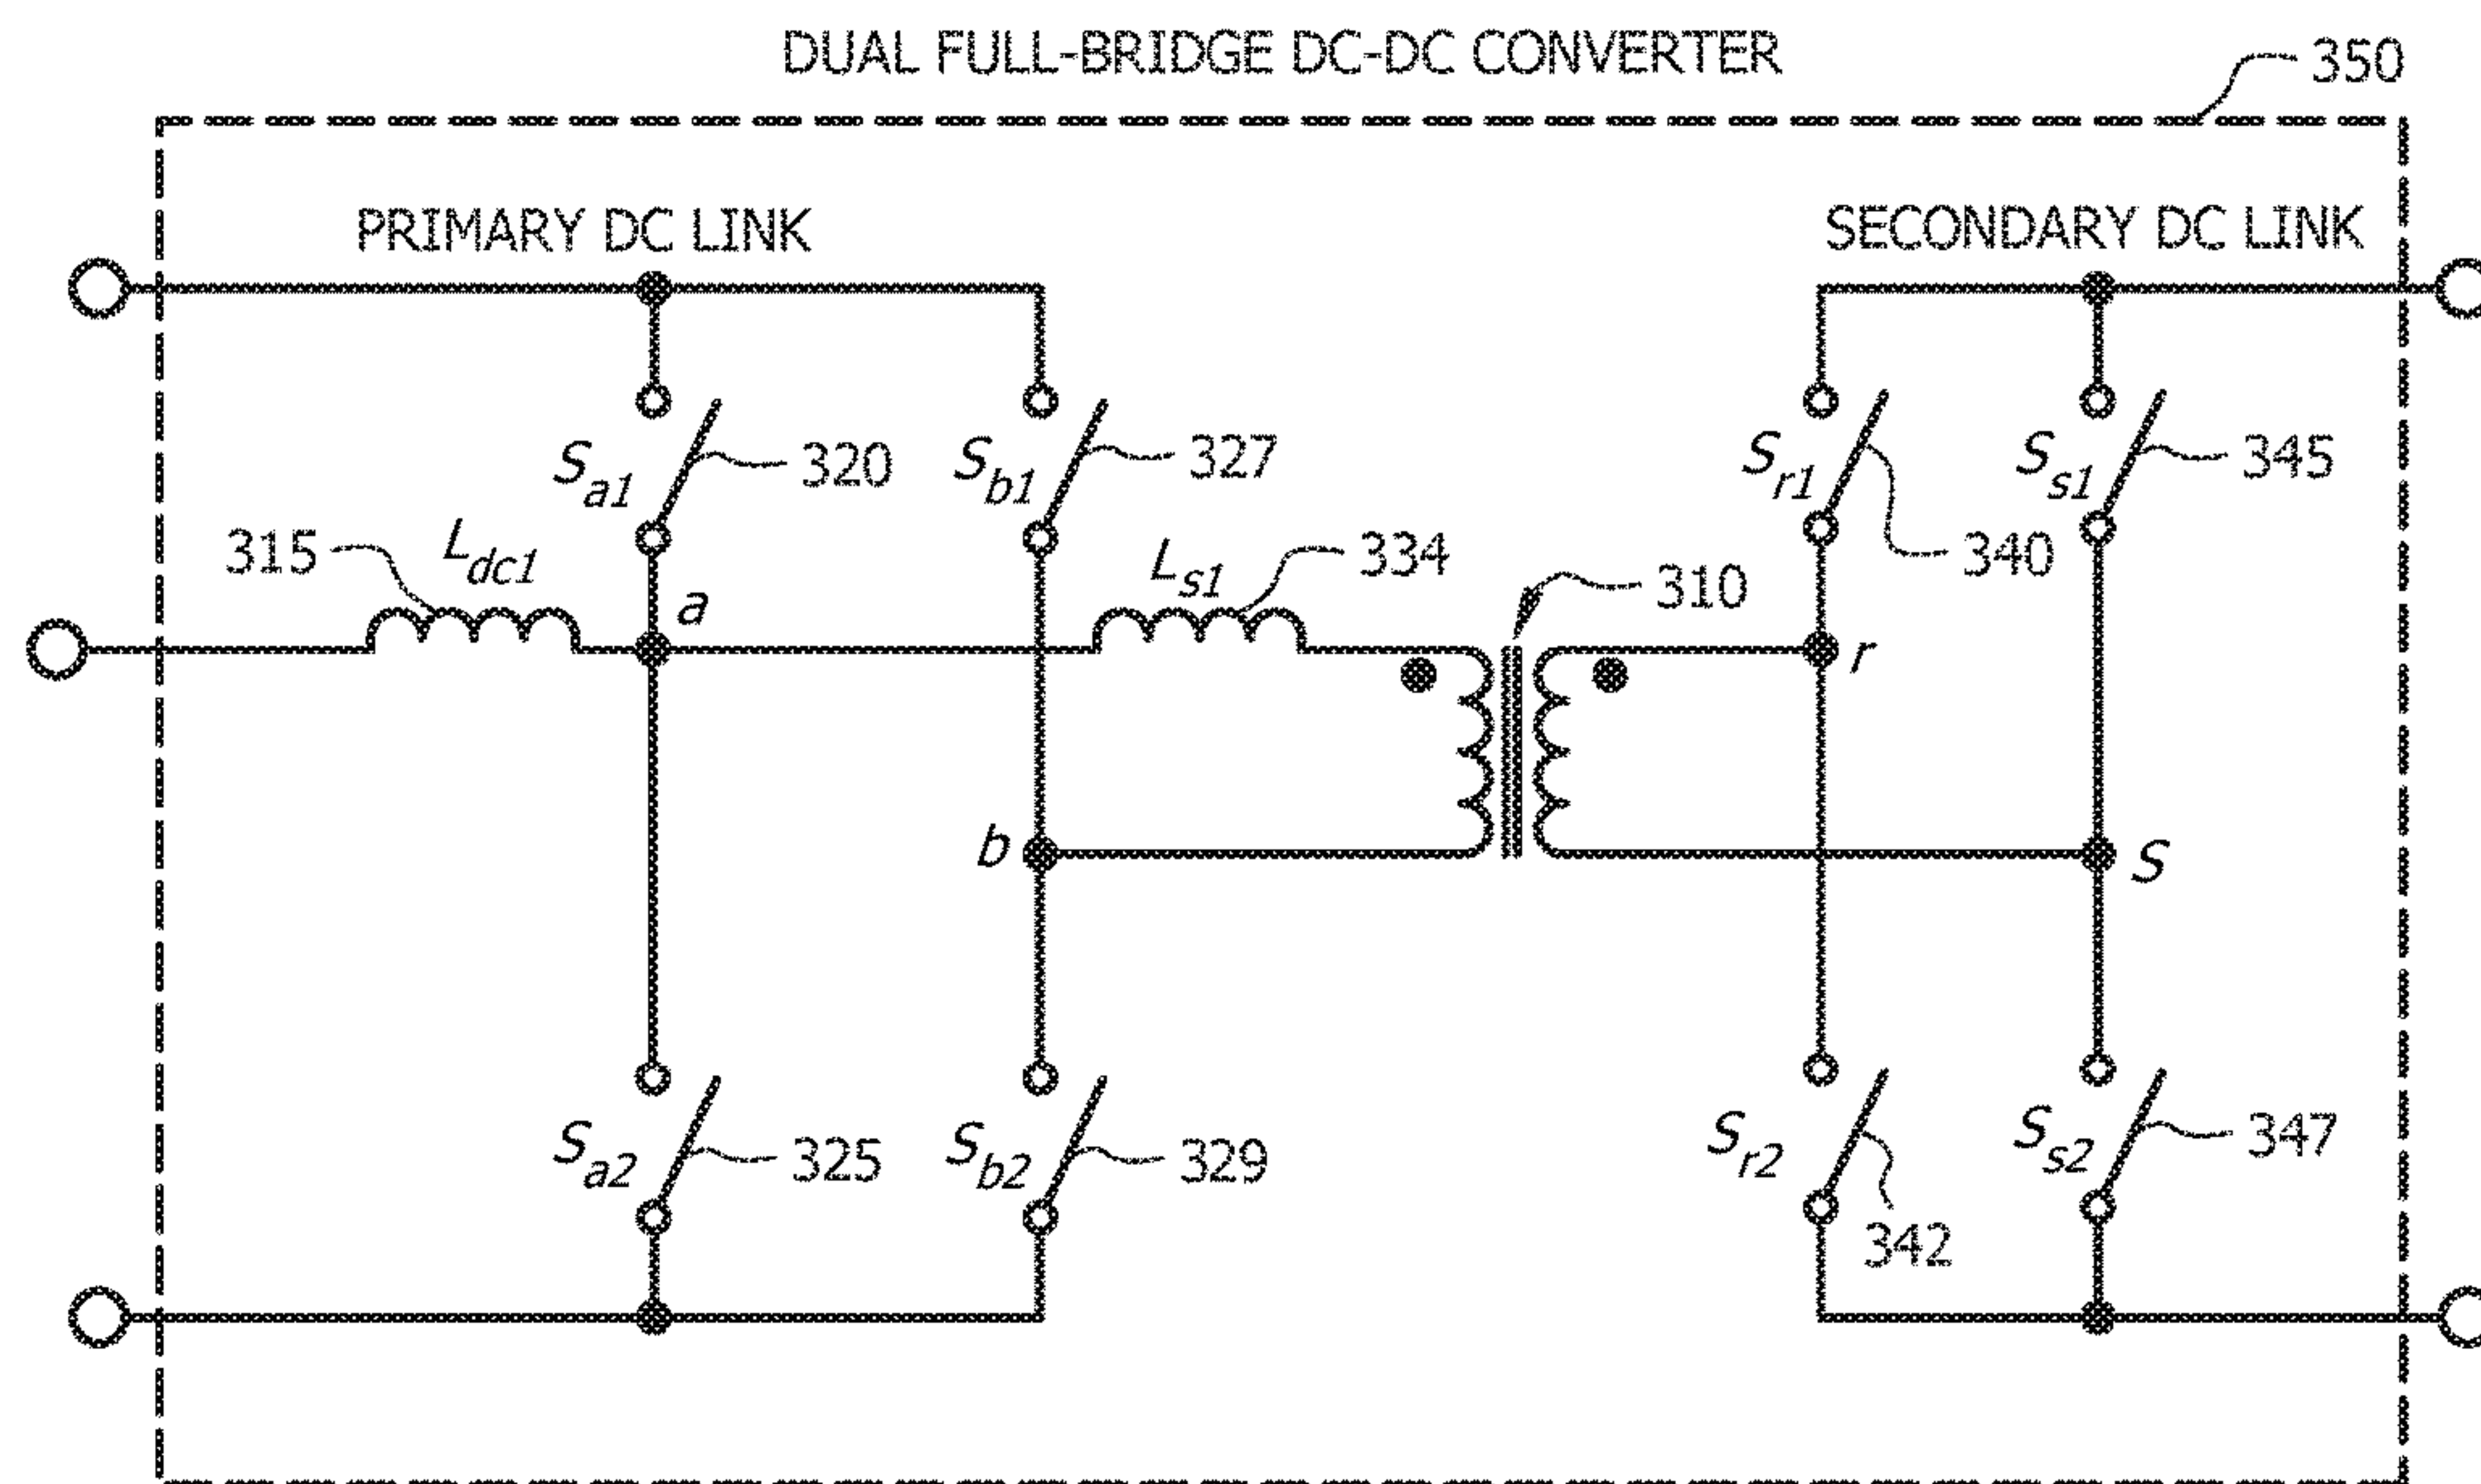 DUAL FULL-BRIDGE DC-DC CONVERTER
350
PRIMARY DC LINK
SECONDARY DC LINK
Sa1
320
Sb1
327
Sr1
340
Ss1
345
315
Ldc1
a
Ls1
334
310
r
b
S
Sa2
325
Sb2
329
Sr2
342
Ss2
347